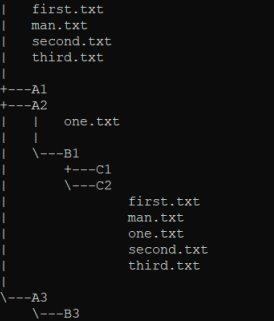 |   first.txt
|   man.txt
|   second.txt
|   third.txt
|
+---A1
+---A2
|   |   one.txt
|   |
|   \---B1
|       +---C1
|       \---C2
|               first.txt
|               man.txt
|               one.txt
|               second.txt
|               third.txt
|
\---A3
    \---B3